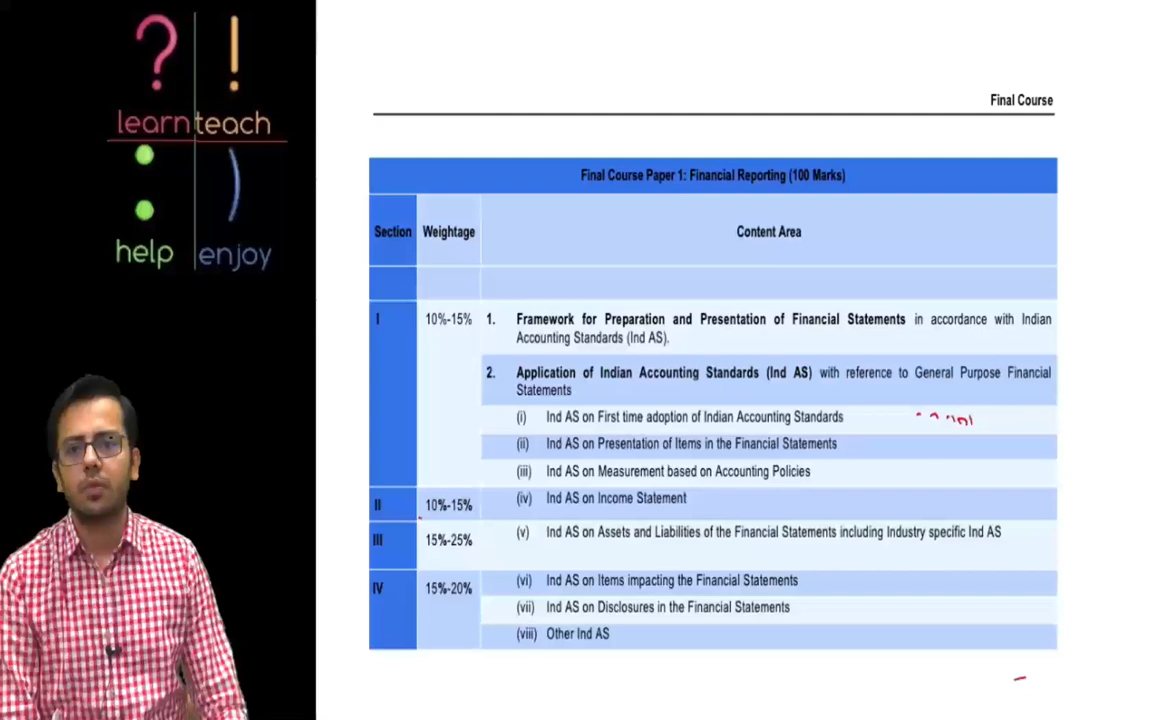 ? !
learn teach
help enjoy
Final Course
Final Course Paper 1: Financial Reporting (100 Marks)
Section Weightage Content Area
I 10%-15% 1. Framework for Preparation and Presentation of Financial Statements in accordance with Indian
Accounting Standards (Ind AS).
2. Application of Indian Accounting Standards (Ind AS) with reference to General Purpose Financial
Statements
(i) Ind AS on First time adoption of Indian Accounting Standards
(ii) Ind AS on Presentation of Items in the Financial Statements
(iii) Ind AS on Measurement based on Accounting Policies
II 10%-15% (iv) Ind AS on Income Statement
III 15%-25% (v) Ind AS on Assets and Liabilities of the Financial Statements including Industry specific Ind AS
IV 15%-20% (vi) Ind AS on Items impacting the Financial Statements
(vii) Ind AS on Disclosures in the Financial Statements
(viii) Other Ind AS